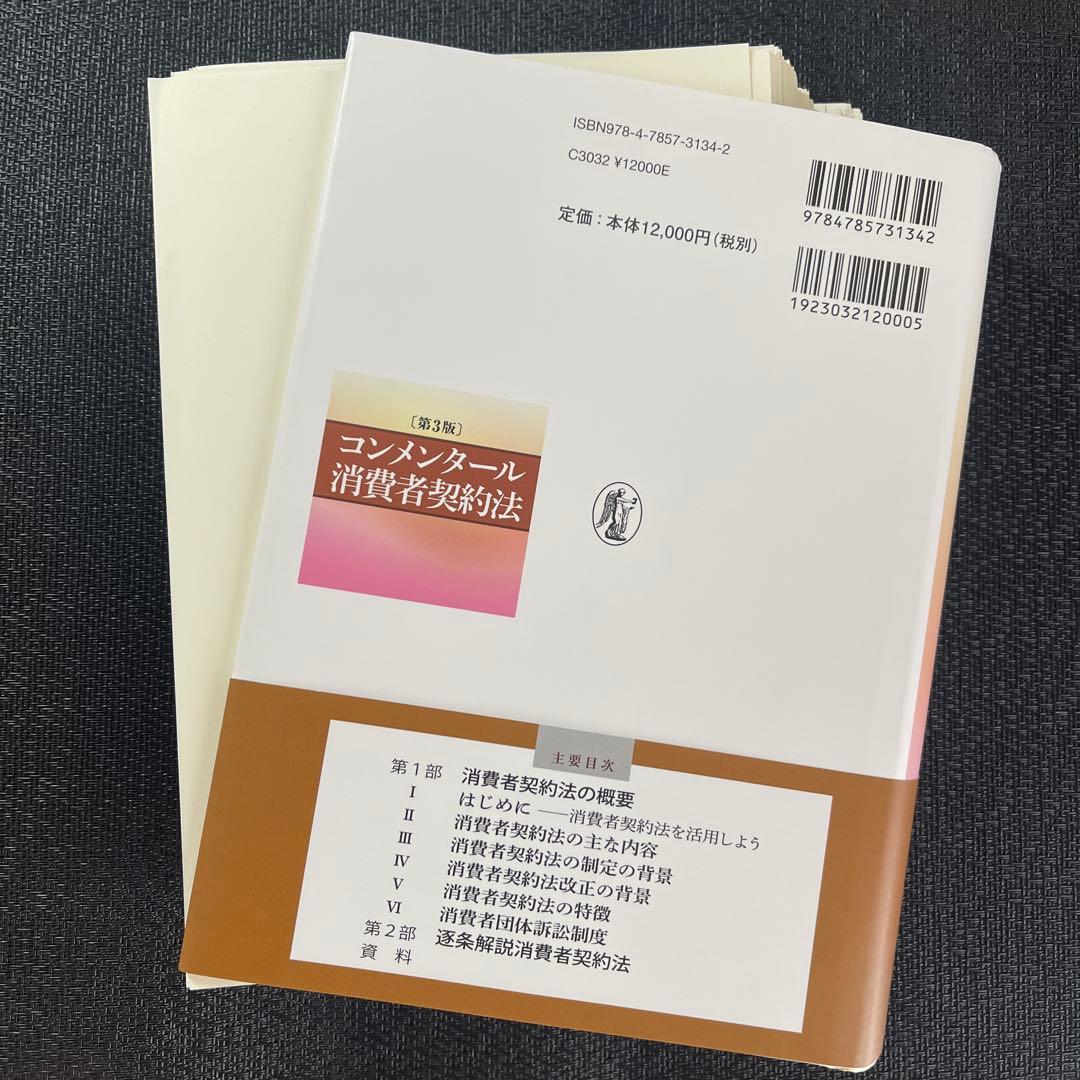 ISBN978-4-7857-3134-2
C3032 ¥12000E
定価：本体12,000円（税別）
9784785731342
1923032120005
〔第3版〕
コンメンタール
消費者契約法
主要目次
第1部 消費者契約法の概要
Ⅰ はじめに ──消費者契約法を活用しよう
Ⅱ 消費者契約法の主な内容
Ⅲ 消費者契約法の制定の背景
Ⅳ 消費者契約法改正の背景
Ⅴ 消費者契約法の特徴
Ⅵ 消費者団体訴訟制度
第2部 逐条解説消費者契約法
資 料